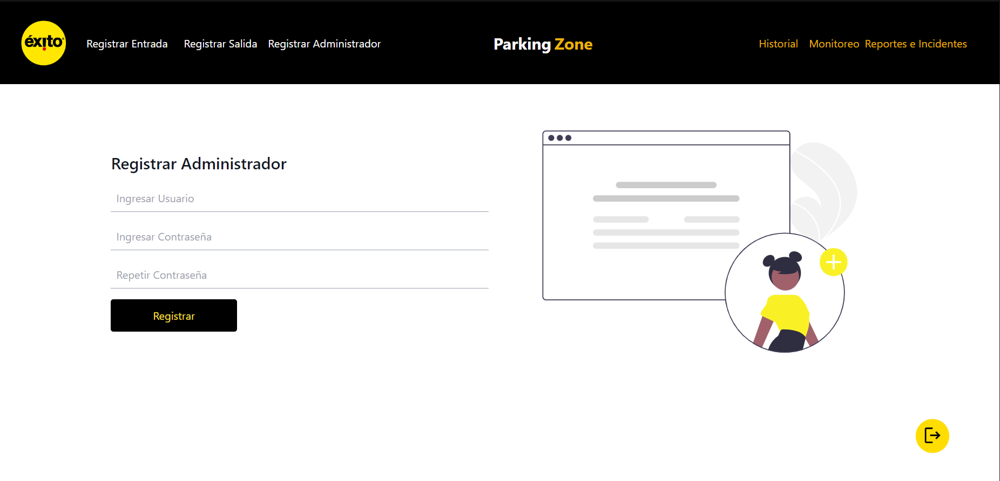 éxito
Registrar Entrada
Registrar Salida
Registrar Administrador
Parking Zone
Historial
Monitoreo
Reportes e Incidentes
Registrar Administrador
Ingresar Usuario
Ingresar Contraseña
Repetir Contraseña
Registrar